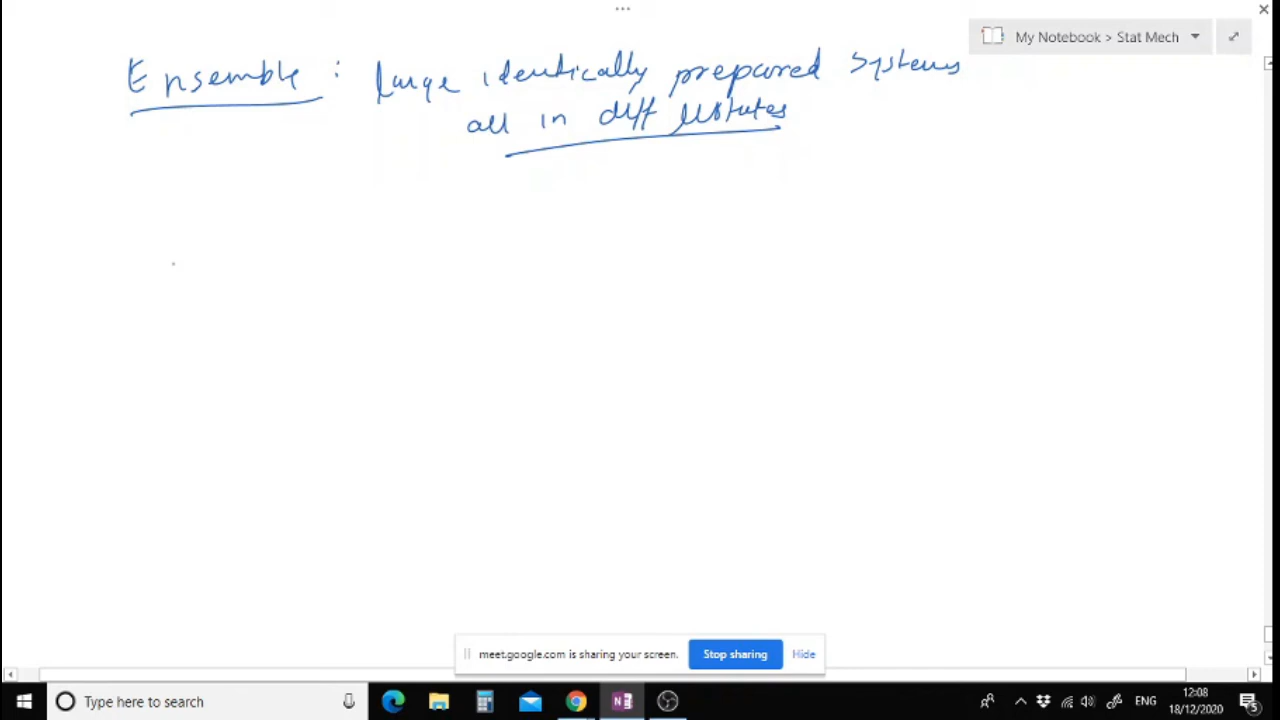 ...
My Notebook > Stat Mech
Ensemble : large identically prepared systems
all in diff μstates
meet.google.com is sharing your screen.
Stop sharing
Hide
Type here to search
ENG
12:08
18/12/2020
5